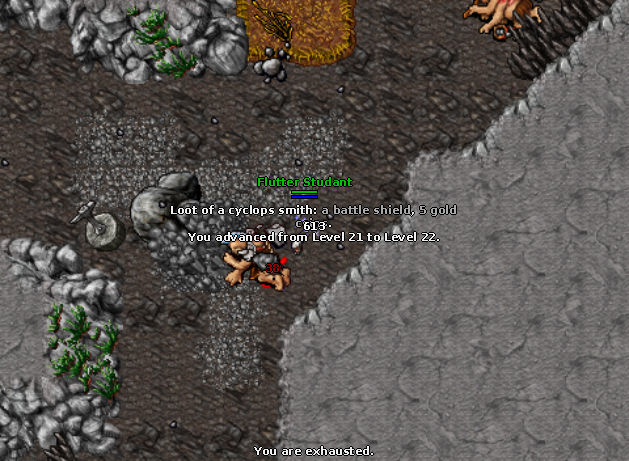 Flutter Studant
Loot of a cyclops smith: a battle shield, 5 gold
613
You advanced from Level 21 to Level 22.
30
You are exhausted.